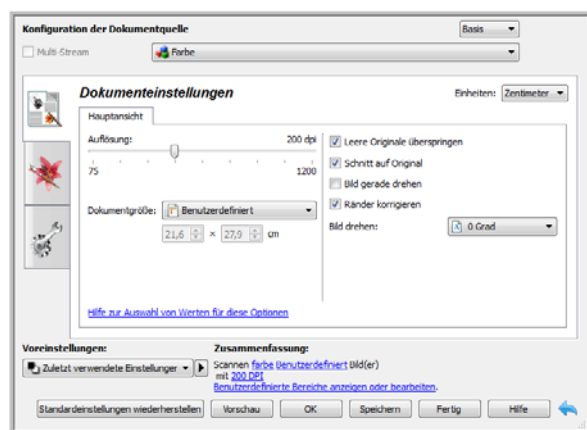 Konfiguration der Dokumentquelle
Basis
Multi-Stream
Farbe
Dokumenteinstellungen
Einheiten: Zentimeter
Hauptansicht
Auflösung: 200 dpi
75 1200
Dokumentgröße: Benutzerdefiniert
21,6 × 27,9 cm
Leere Originale überspringen
Schnitt auf Original
Bild gerade drehen
Ränder korrigieren
Bild drehen: 0 Grad
Hilfe zur Auswahl von Werten für diese Optionen
Voreinstellungen:
Zuletzt verwendete Einstellungen
Zusammenfassung:
Scannen farbe Benutzerdefiniert Bild(er)
mit 200 DPI
Benutzerdefinierte Bereiche anzeigen oder bearbeiten.
Standardeinstellungen wiederherstellen Vorschau OK Speichern Fertig Hilfe